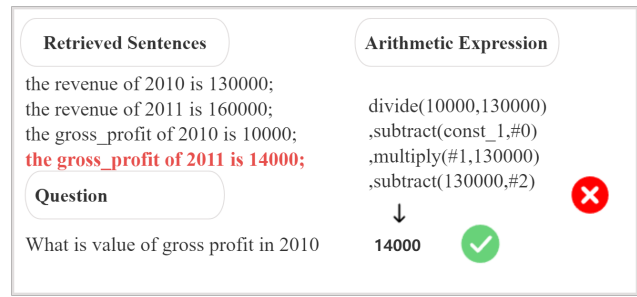 Retrieved Sentences
the revenue of 2010 is 130000;
the revenue of 2011 is 160000;
the gross_profit of 2010 is 10000;
the gross_profit of 2011 is 14000;
Question
What is value of gross profit in 2010
Arithmetic Expression
divide(10000,130000)
,subtract(const_1,#0)
,multiply(#1,130000)
,subtract(130000,#2)
↓
14000